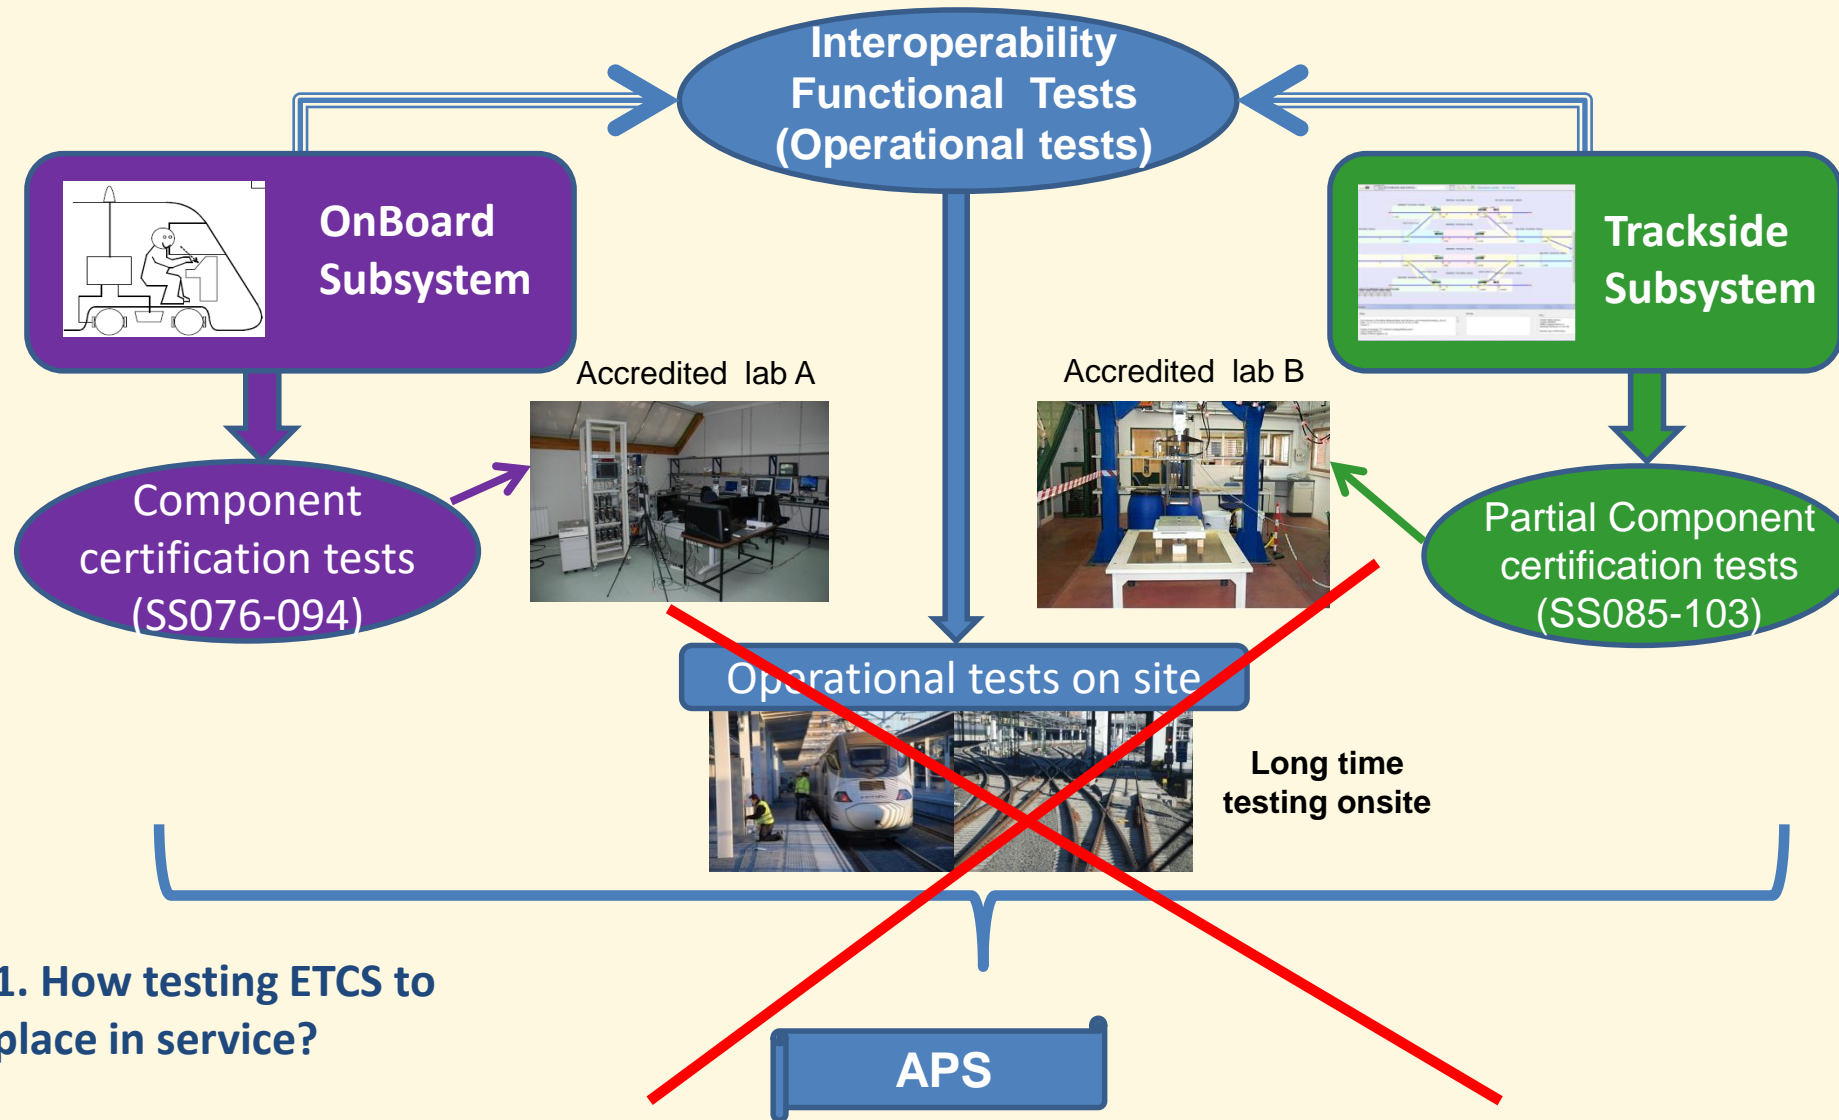 Interoperability
Functional Tests
(Operational tests)
OnBoard
Subsystem
Trackside
Subsystem
Accredited lab A
Accredited lab B
Component
certification tests
(SS076-094)
Partial Component
certification tests
(SS085-103)
Operational tests on site
Long time
testing onsite
1. How testing ETCS to
place in service?
APS